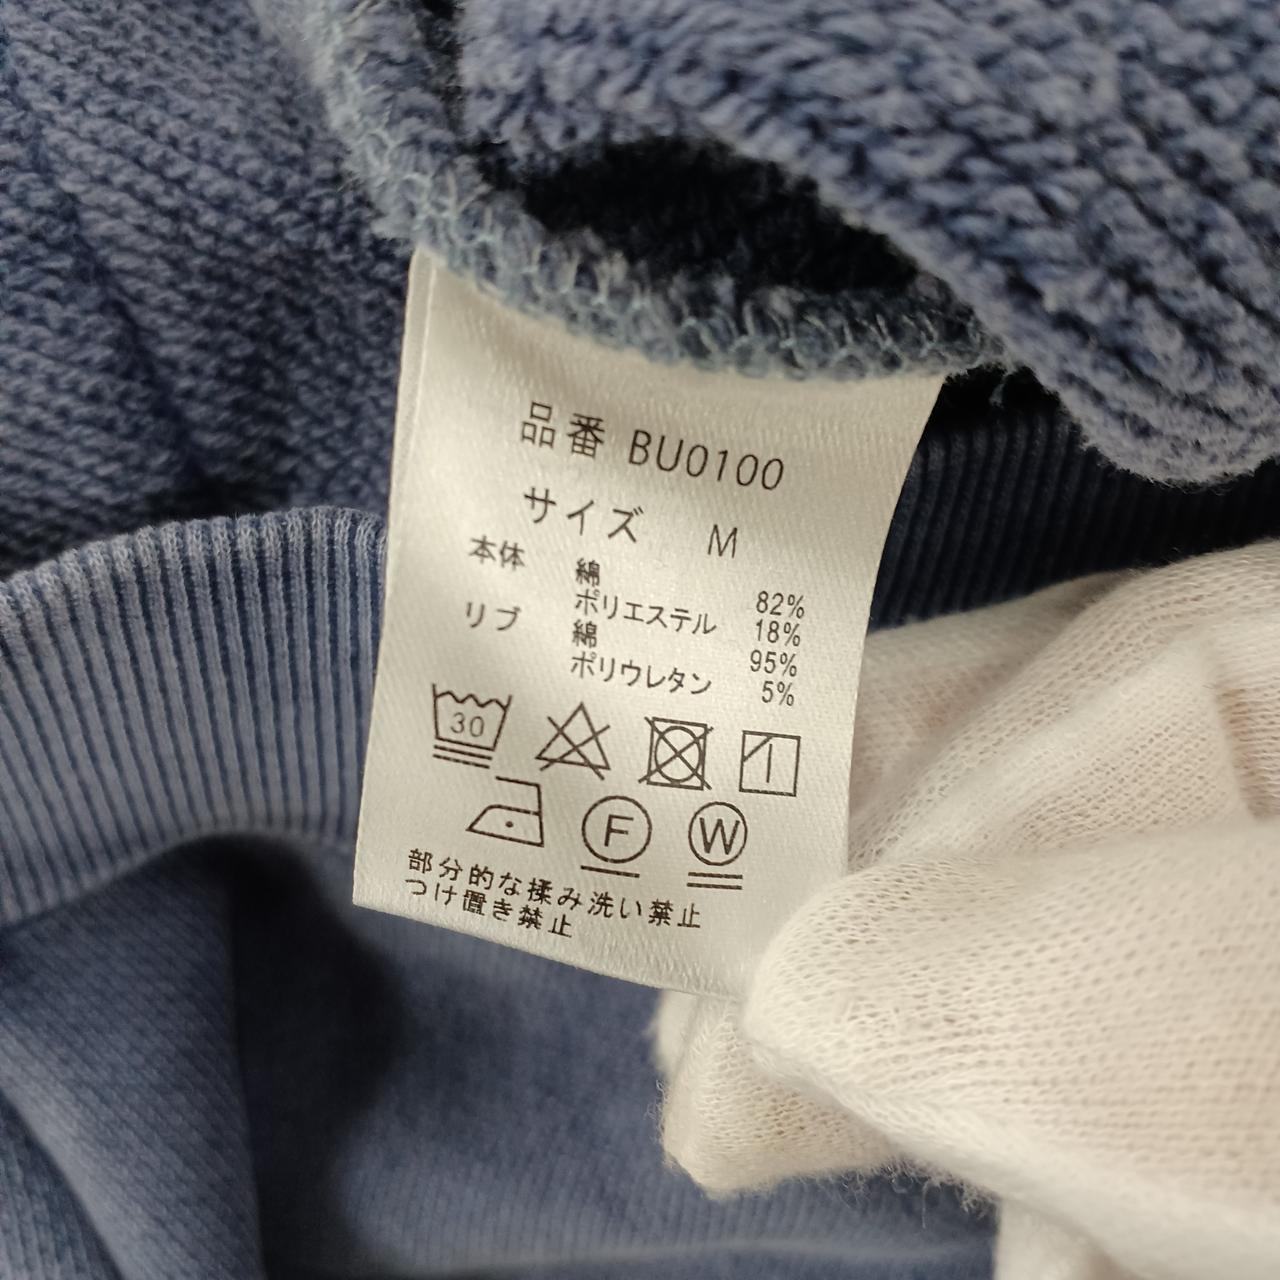 品番 BU0100
サイズ M
本体 綿 82%
ポリエステル 18%
リブ 綿 95%
ポリウレタン 5%
30
F W
部分的な揉み洗い禁止
つけ置き禁止